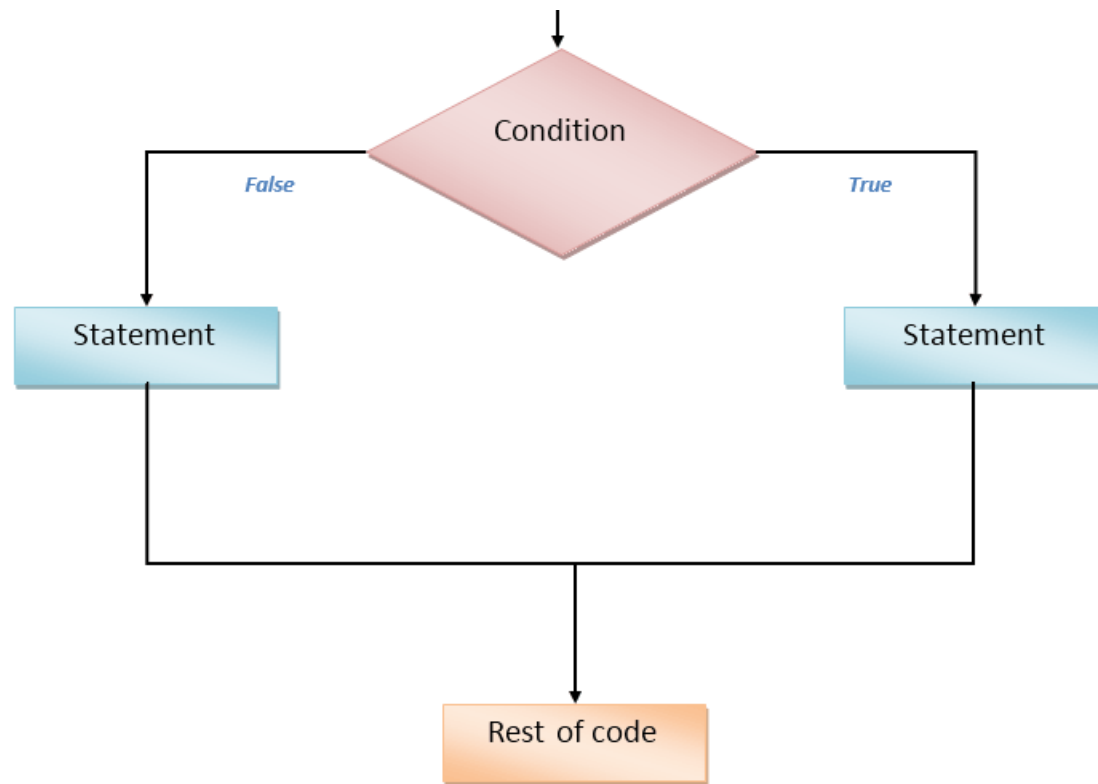 Condition
False
True
Statement
Statement
Rest of code